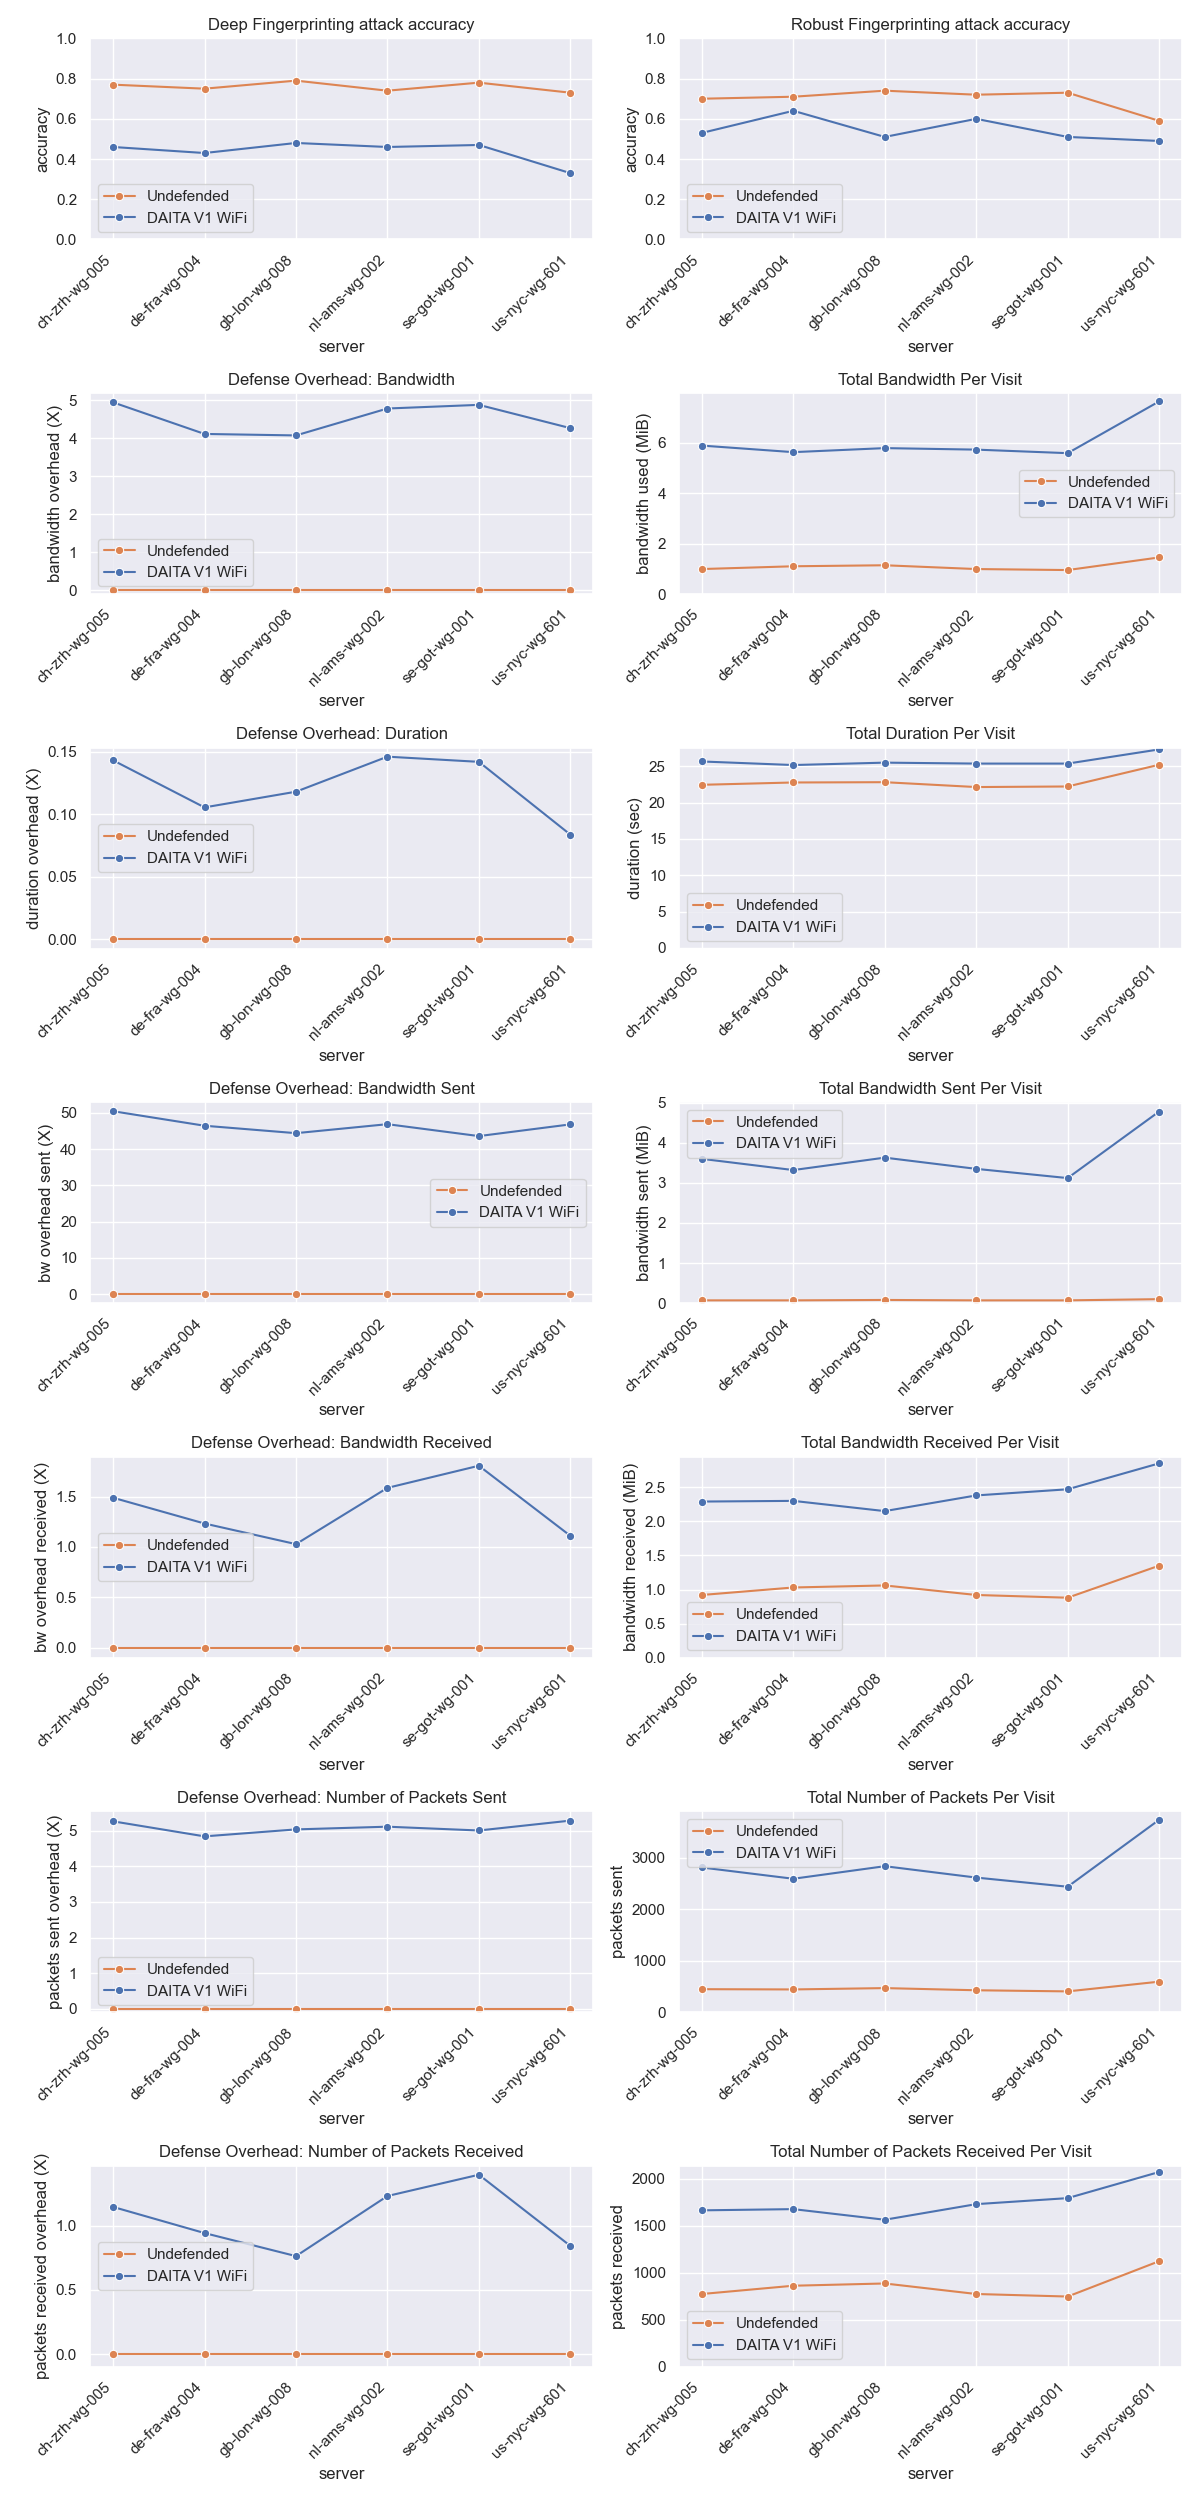 Deep Fingerprinting attack accuracy
accuracy
1.0
0.8
0.6
0.4
0.2
0.0
Undefended
DAITA V1 WiFi
ch-zrh-wg-005
de-fra-wg-004
gb-lon-wg-008
nl-ams-wg-002
se-got-wg-001
us-nyc-wg-601
server
Robust Fingerprinting attack accuracy
accuracy
1.0
0.8
0.6
0.4
0.2
0.0
Undefended
DAITA V1 WiFi
ch-zrh-wg-005
de-fra-wg-004
gb-lon-wg-008
nl-ams-wg-002
se-got-wg-001
us-nyc-wg-601
server
Defense Overhead: Bandwidth
bandwidth overhead (X)
5
4
3
2
1
0
Undefended
DAITA V1 WiFi
ch-zrh-wg-005
de-fra-wg-004
gb-lon-wg-008
nl-ams-wg-002
se-got-wg-001
us-nyc-wg-601
server
Total Bandwidth Per Visit
bandwidth used (MiB)
6
4
2
0
Undefended
DAITA V1 WiFi
ch-zrh-wg-005
de-fra-wg-004
gb-lon-wg-008
nl-ams-wg-002
se-got-wg-001
us-nyc-wg-601
server
Defense Overhead: Duration
duration overhead (X)
0.15
0.10
0.05
0.00
Undefended
DAITA V1 WiFi
ch-zrh-wg-005
de-fra-wg-004
gb-lon-wg-008
nl-ams-wg-002
se-got-wg-001
us-nyc-wg-601
server
Total Duration Per Visit
duration (sec)
25
20
15
10
5
0
Undefended
DAITA V1 WiFi
ch-zrh-wg-005
de-fra-wg-004
gb-lon-wg-008
nl-ams-wg-002
se-got-wg-001
us-nyc-wg-601
server
Defense Overhead: Bandwidth Sent
bw overhead sent (X)
50
40
30
20
10
0
Undefended
DAITA V1 WiFi
ch-zrh-wg-005
de-fra-wg-004
gb-lon-wg-008
nl-ams-wg-002
se-got-wg-001
us-nyc-wg-601
server
Total Bandwidth Sent Per Visit
bandwidth sent (MiB)
5
4
3
2
1
0
Undefended
DAITA V1 WiFi
ch-zrh-wg-005
de-fra-wg-004
gb-lon-wg-008
nl-ams-wg-002
se-got-wg-001
us-nyc-wg-601
server
Defense Overhead: Bandwidth Received
bw overhead received (X)
1.5
1.0
0.5
0.0
Undefended
DAITA V1 WiFi
ch-zrh-wg-005
de-fra-wg-004
gb-lon-wg-008
nl-ams-wg-002
se-got-wg-001
us-nyc-wg-601
server
Total Bandwidth Received Per Visit
bandwidth received (MiB)
2.5
2.0
1.5
1.0
0.5
0.0
Undefended
DAITA V1 WiFi
ch-zrh-wg-005
de-fra-wg-004
gb-lon-wg-008
nl-ams-wg-002
se-got-wg-001
us-nyc-wg-601
server
Defense Overhead: Number of Packets Sent
packets sent overhead (X)
5
4
3
2
1
0
Undefended
DAITA V1 WiFi
ch-zrh-wg-005
de-fra-wg-004
gb-lon-wg-008
nl-ams-wg-002
se-got-wg-001
us-nyc-wg-601
server
Total Number of Packets Per Visit
packets sent
3000
2000
1000
0
Undefended
DAITA V1 WiFi
ch-zrh-wg-005
de-fra-wg-004
gb-lon-wg-008
nl-ams-wg-002
se-got-wg-001
us-nyc-wg-601
server
Defense Overhead: Number of Packets Received
packets received overhead (X)
1.0
0.5
0.0
Undefended
DAITA V1 WiFi
ch-zrh-wg-005
de-fra-wg-004
gb-lon-wg-008
nl-ams-wg-002
se-got-wg-001
us-nyc-wg-601
server
Total Number of Packets Received Per Visit
packets received
2000
1500
1000
500
0
Undefended
DAITA V1 WiFi
ch-zrh-wg-005
de-fra-wg-004
gb-lon-wg-008
nl-ams-wg-002
se-got-wg-001
us-nyc-wg-601
server